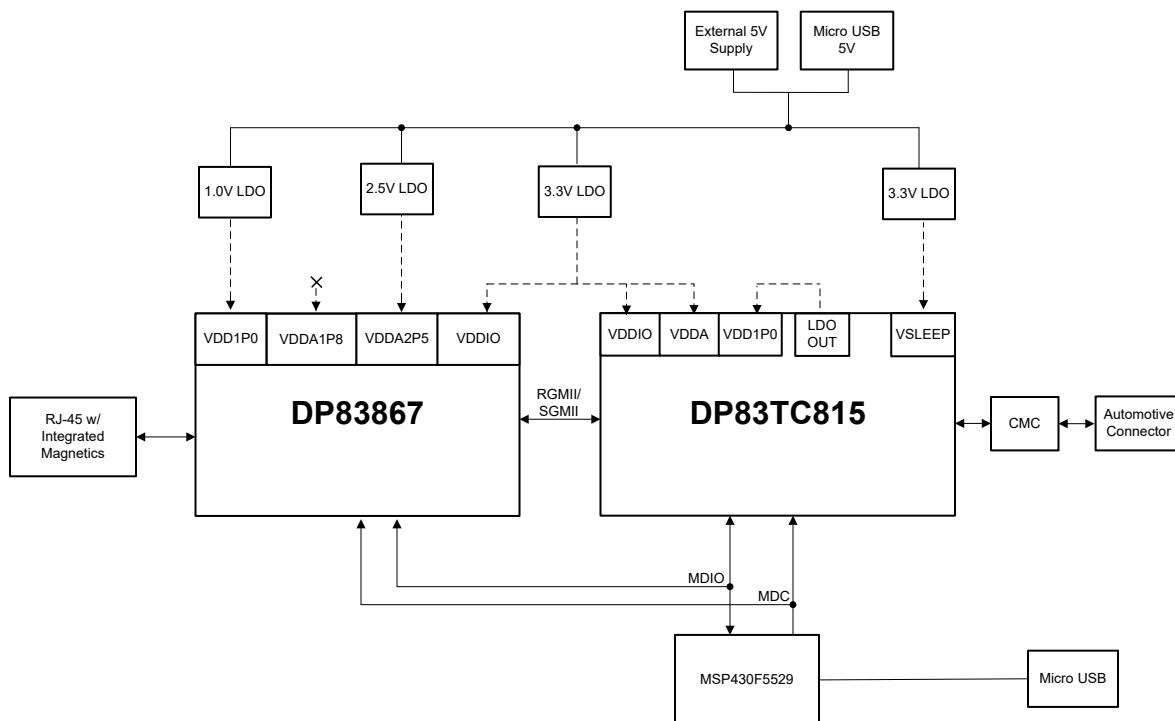 External 5V
Supply
Micro USB
5V
1.0V LDO
2.5V LDO
3.3V LDO
3.3V LDO
VDD1P0
VDDA1P8
VDDA2P5
VDDIO
VDDIO
VDDA
VDD1P0
LDO
OUT
VSLEEP
RJ-45 w/
Integrated
Magnetics
DP83867
RGMII/
SGMII
DP83TC815
CMC
Automotive
Connector
MDIO
MDC
MSP430F5529
Micro USB